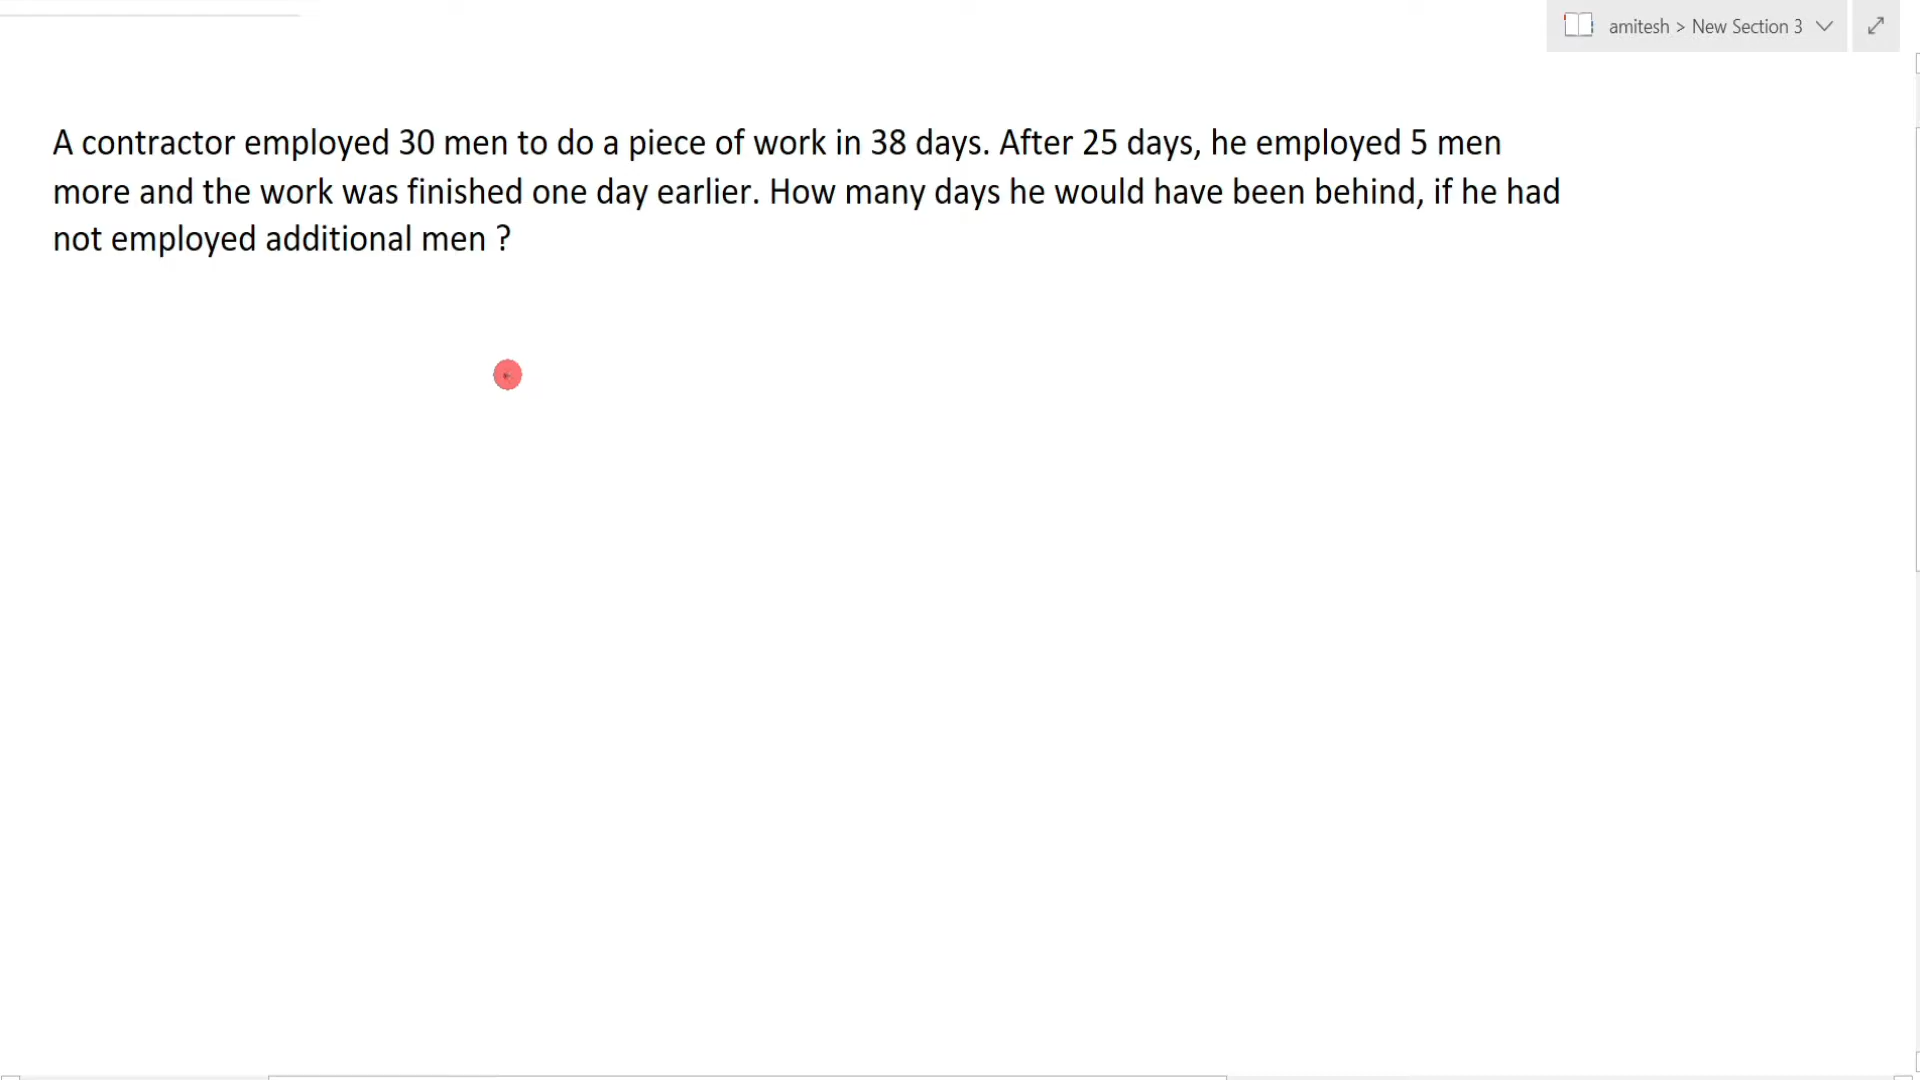 amitesh > New Section 3
A contractor employed 30 men to do a piece of work in 38 days. After 25 days, he employed 5 men
more and the work was finished one day earlier. How many days he would have been behind, if he had
not employed additional men ?